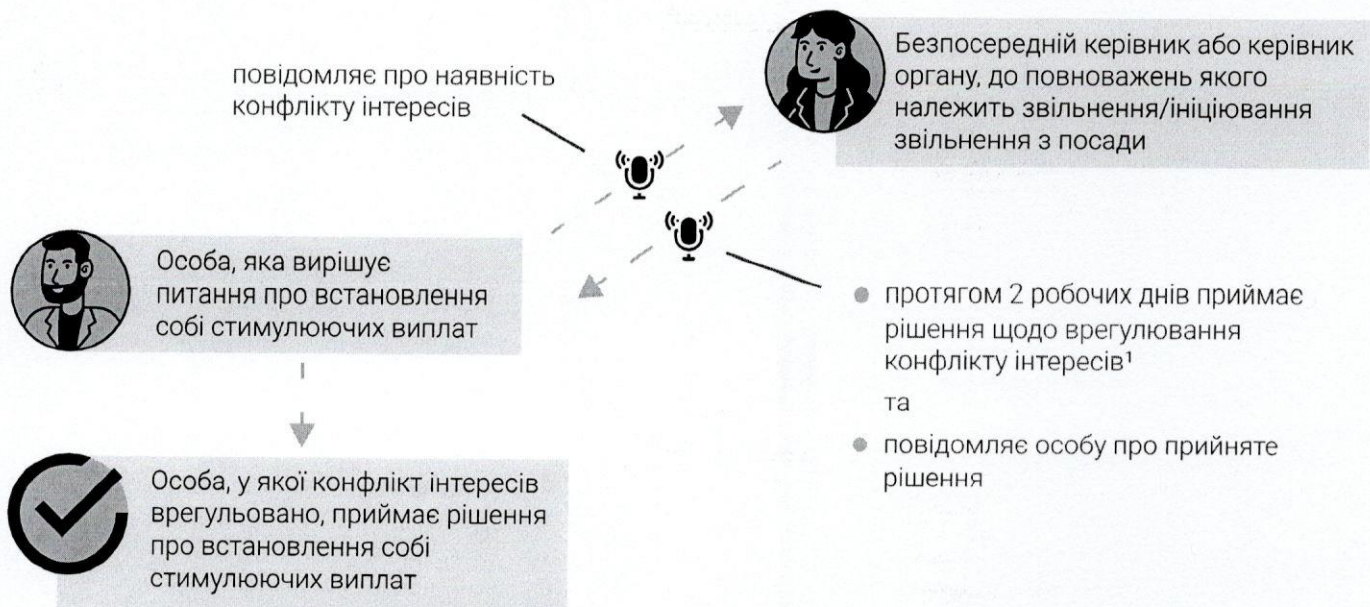 повідомляє про наявність
конфлікту інтересів
Безпосередній керівник або керівник
органу, до повноважень якого
належить звільнення/ініціювання
звільнення з посади
Особа, яка вирішує
питання про встановлення
собі стимулюючих виплат
протягом 2 робочих днів приймає
рішення щодо врегулювання
конфлікту інтересів¹
та
повідомляє особу про прийняте
рішення
Особа, у якої конфлікт інтересів
врегульовано, приймає рішення
про встановлення собі
стимулюючих виплат